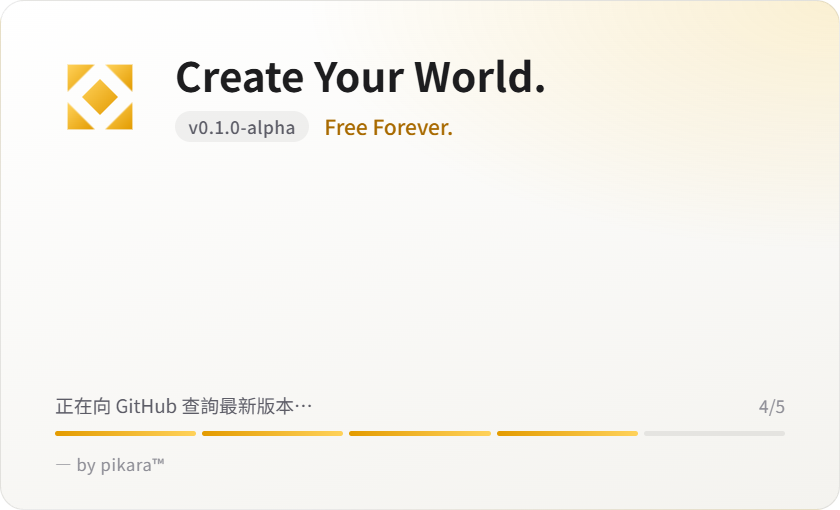 Create Your World.
v0.1.0-alpha Free Forever.
正在向 GitHub 查詢最新版本⋯ 4/5
— by pikara™